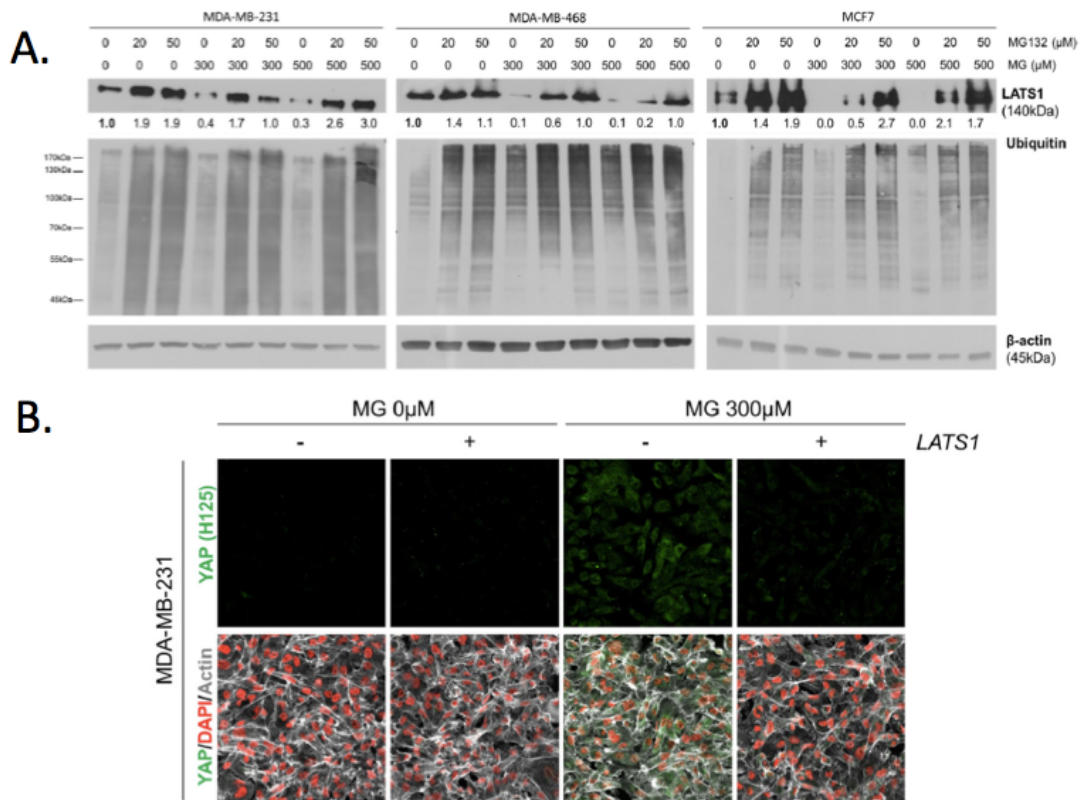 A.
MDA-MB-231 MDA-MB-468 MCF7
0 20 50 0 20 50 0 20 50 0 20 50 0 20 50 0 20 50 0 20 50 0 20 50 0 20 50 MG132 (µM)
0 0 0 300 300 300 500 500 500 0 0 0 300 300 300 500 500 500 0 0 0 300 300 300 500 500 500 MG (µM)
LATS1
(140kDa)
1.0 1.9 1.9 0.4 1.7 1.0 0.3 2.6 3.0 1.0 1.4 1.1 0.1 0.6 1.0 0.1 0.2 1.0 1.0 1.4 1.9 0.0 0.5 2.7 0.0 2.1 1.7
Ubiquitin
170kDa
130kDa
100kDa
70kDa
55kDa
45kDa
β-actin
(45kDa)
B.
MG 0µM MG 300µM
- + - + LATS1
MDA-MB-231
YAP (H125)
YAP/DAPI/Actin